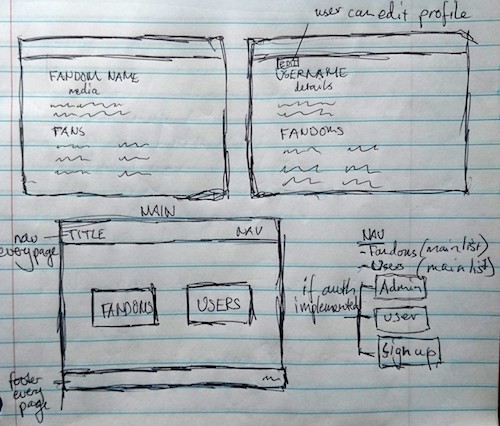 user can edit profile
FANDOM NAME
media
FANS
EDIT
USERNAME
details
FANDOMS
MAIN
nav
every page
TITLE
NAV
FANDOMS
USERS
footer
every
page
NAV
- Fandoms (main list)
- Users (main list)
if auth
implemented
Admin
user
Sign up